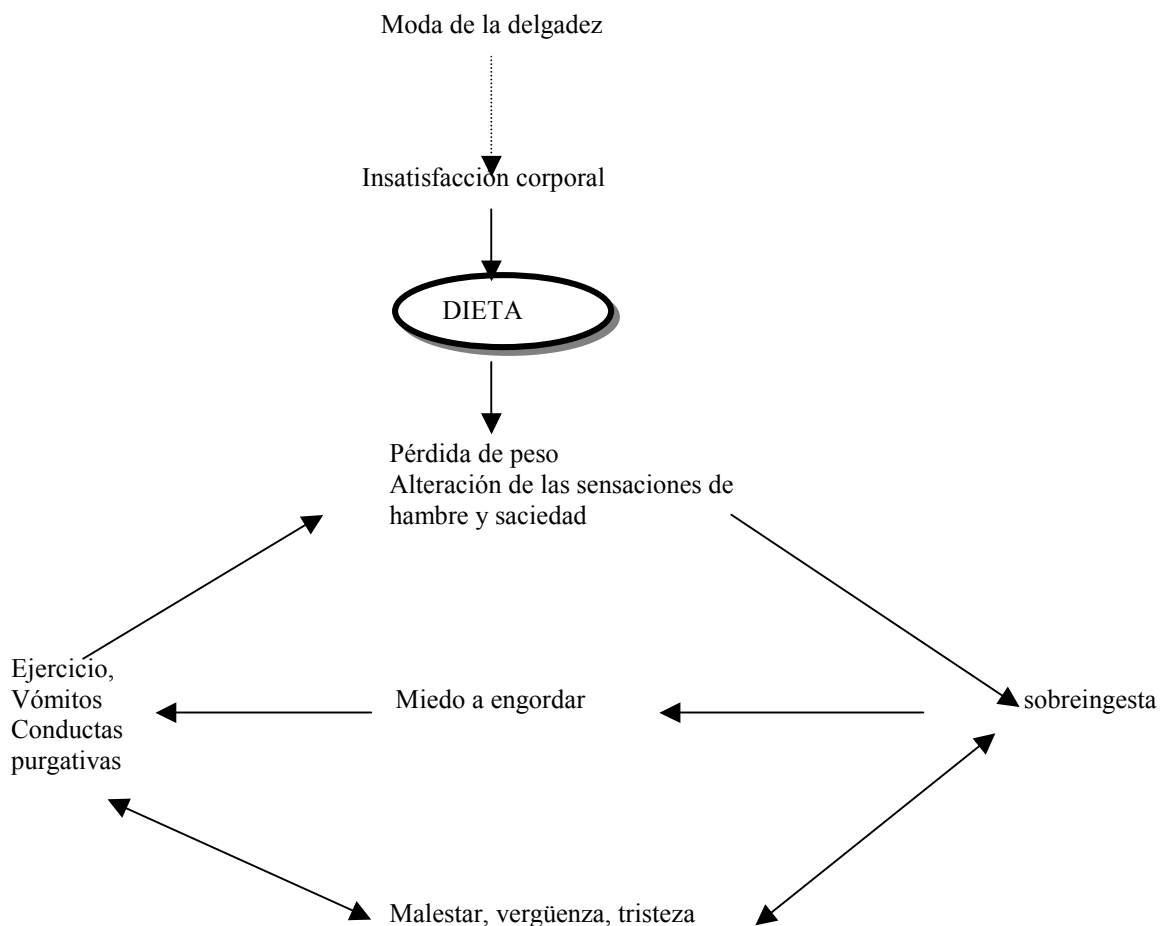 Moda de la delgadez
Insatisfacción corporal
DIETA
Pérdida de peso
Alteración de las sensaciones de
hambre y saciedad
Ejercicio,
Vómitos
Conductas
purgativas
Miedo a engordar
sobreingesta
Malestar, vergüenza, tristeza